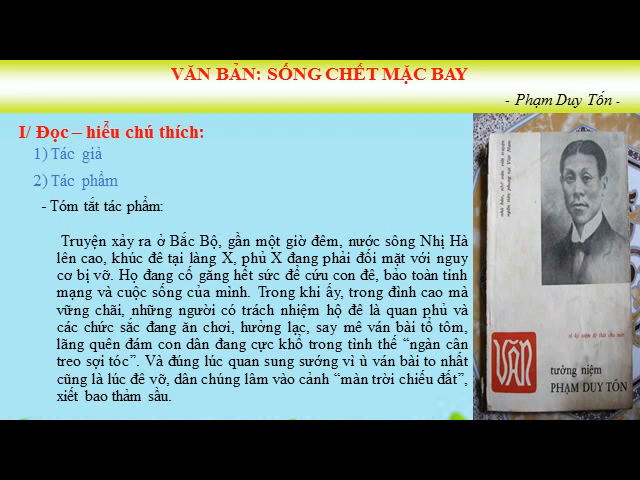 VĂN BẢN: SỐNG CHẾT MẶC BAY
- Phạm Duy Tốn -
I/ Đọc – hiểu chú thích:
1) Tác giả
2) Tác phẩm
- Tóm tắt tác phẩm:
Truyện xảy ra ở Bắc Bộ, gần một giờ đêm, nước sông Nhị Hà
lên cao, khúc đê tại làng X, phủ X đang phải đối mặt với nguy
cơ bị vỡ. Họ đang cố gắng hết sức để cứu con đê, bảo toàn tính
mạng và cuộc sống của mình. Trong khi ấy, trong đình cao mà
vững chãi, những người có trách nhiệm hộ đê là quan phủ và
các chức sắc đang ăn chơi, hưởng lạc, say mê ván bài tổ tôm,
lãng quên đám con dân đang cực khổ trong tình thế “ngàn cân
treo sợi tóc”. Và đúng lúc quan sung sướng vì ù ván bài to nhất
cũng là lúc đê vỡ, dân chúng lâm vào cảnh “màn trời chiếu đất”,
xiết bao thảm sầu.
VĂN
tưởng niệm
PHẠM DUY TỐN